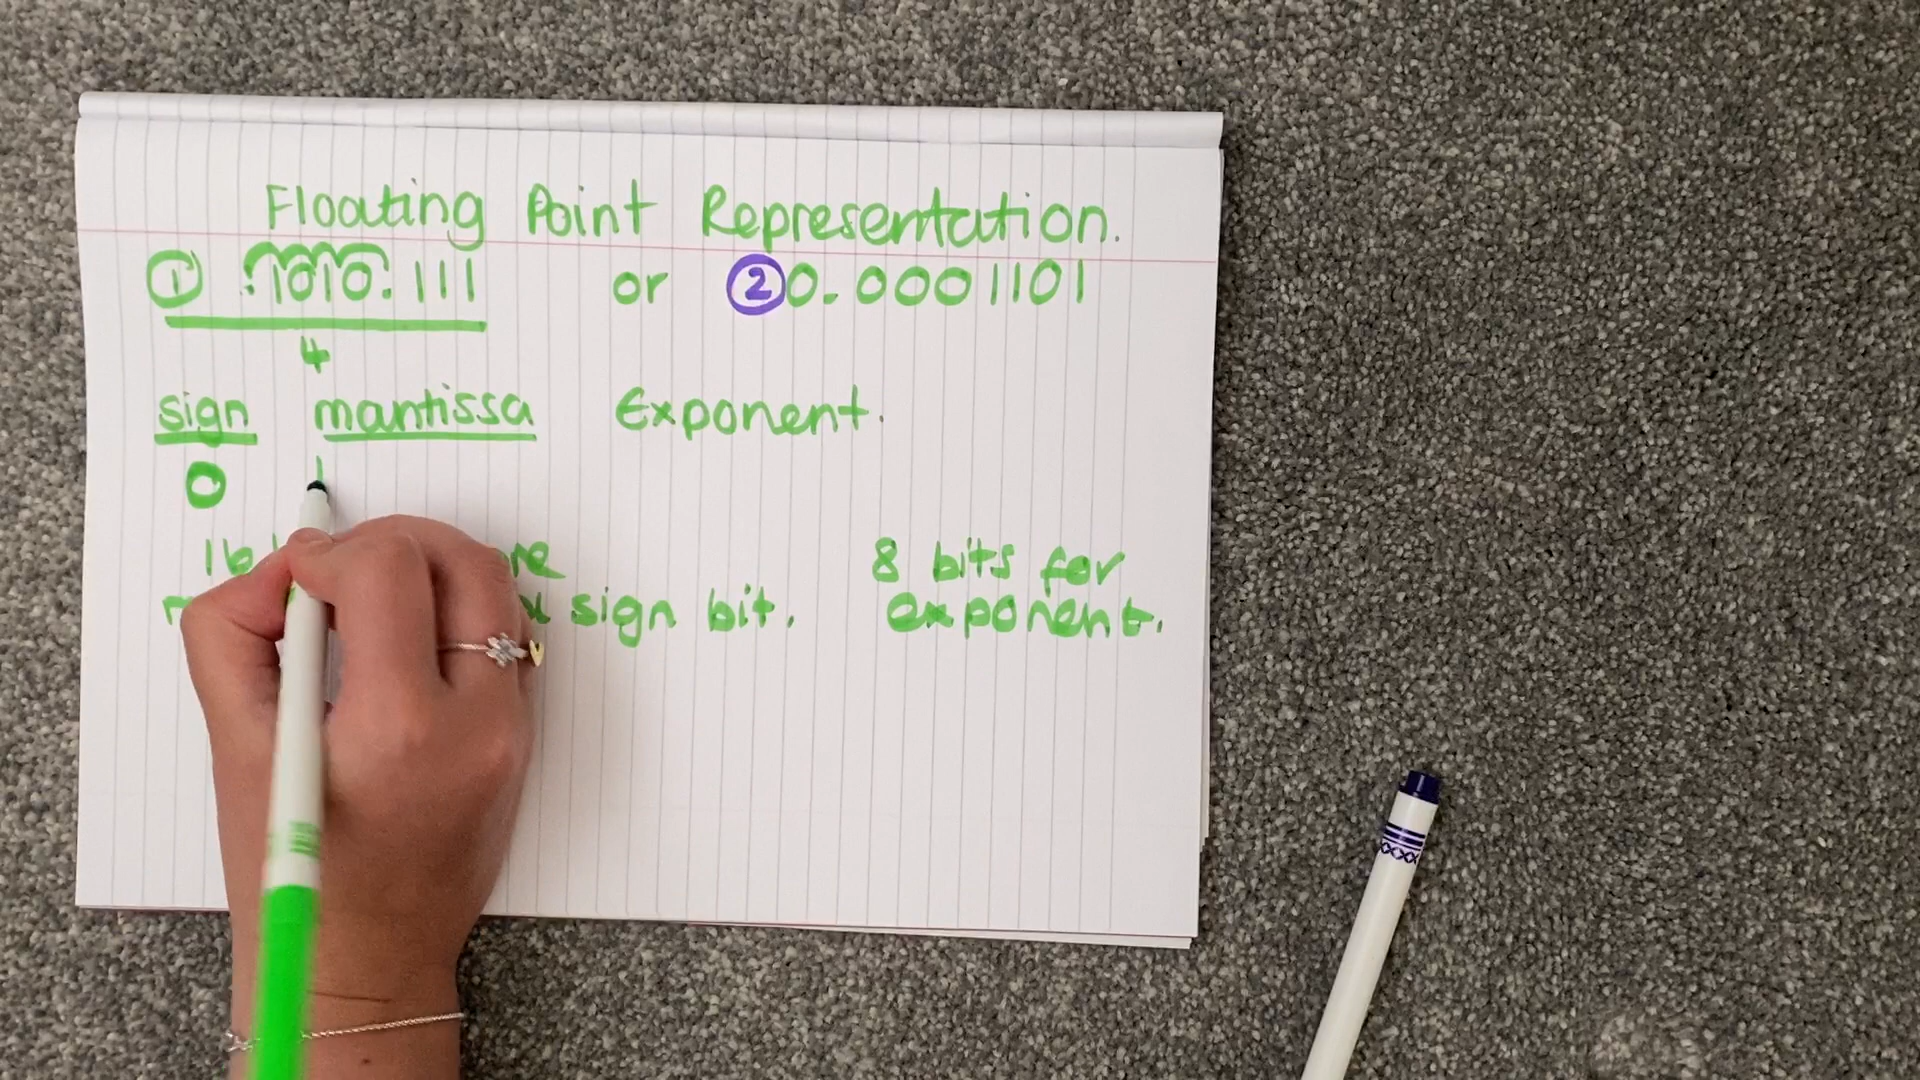 Floating Point Representation.
① .1010.111 or ② 0.0001101
4
sign mantissa Exponent.
0 1
16 8 bits for
sign bit. exponent.